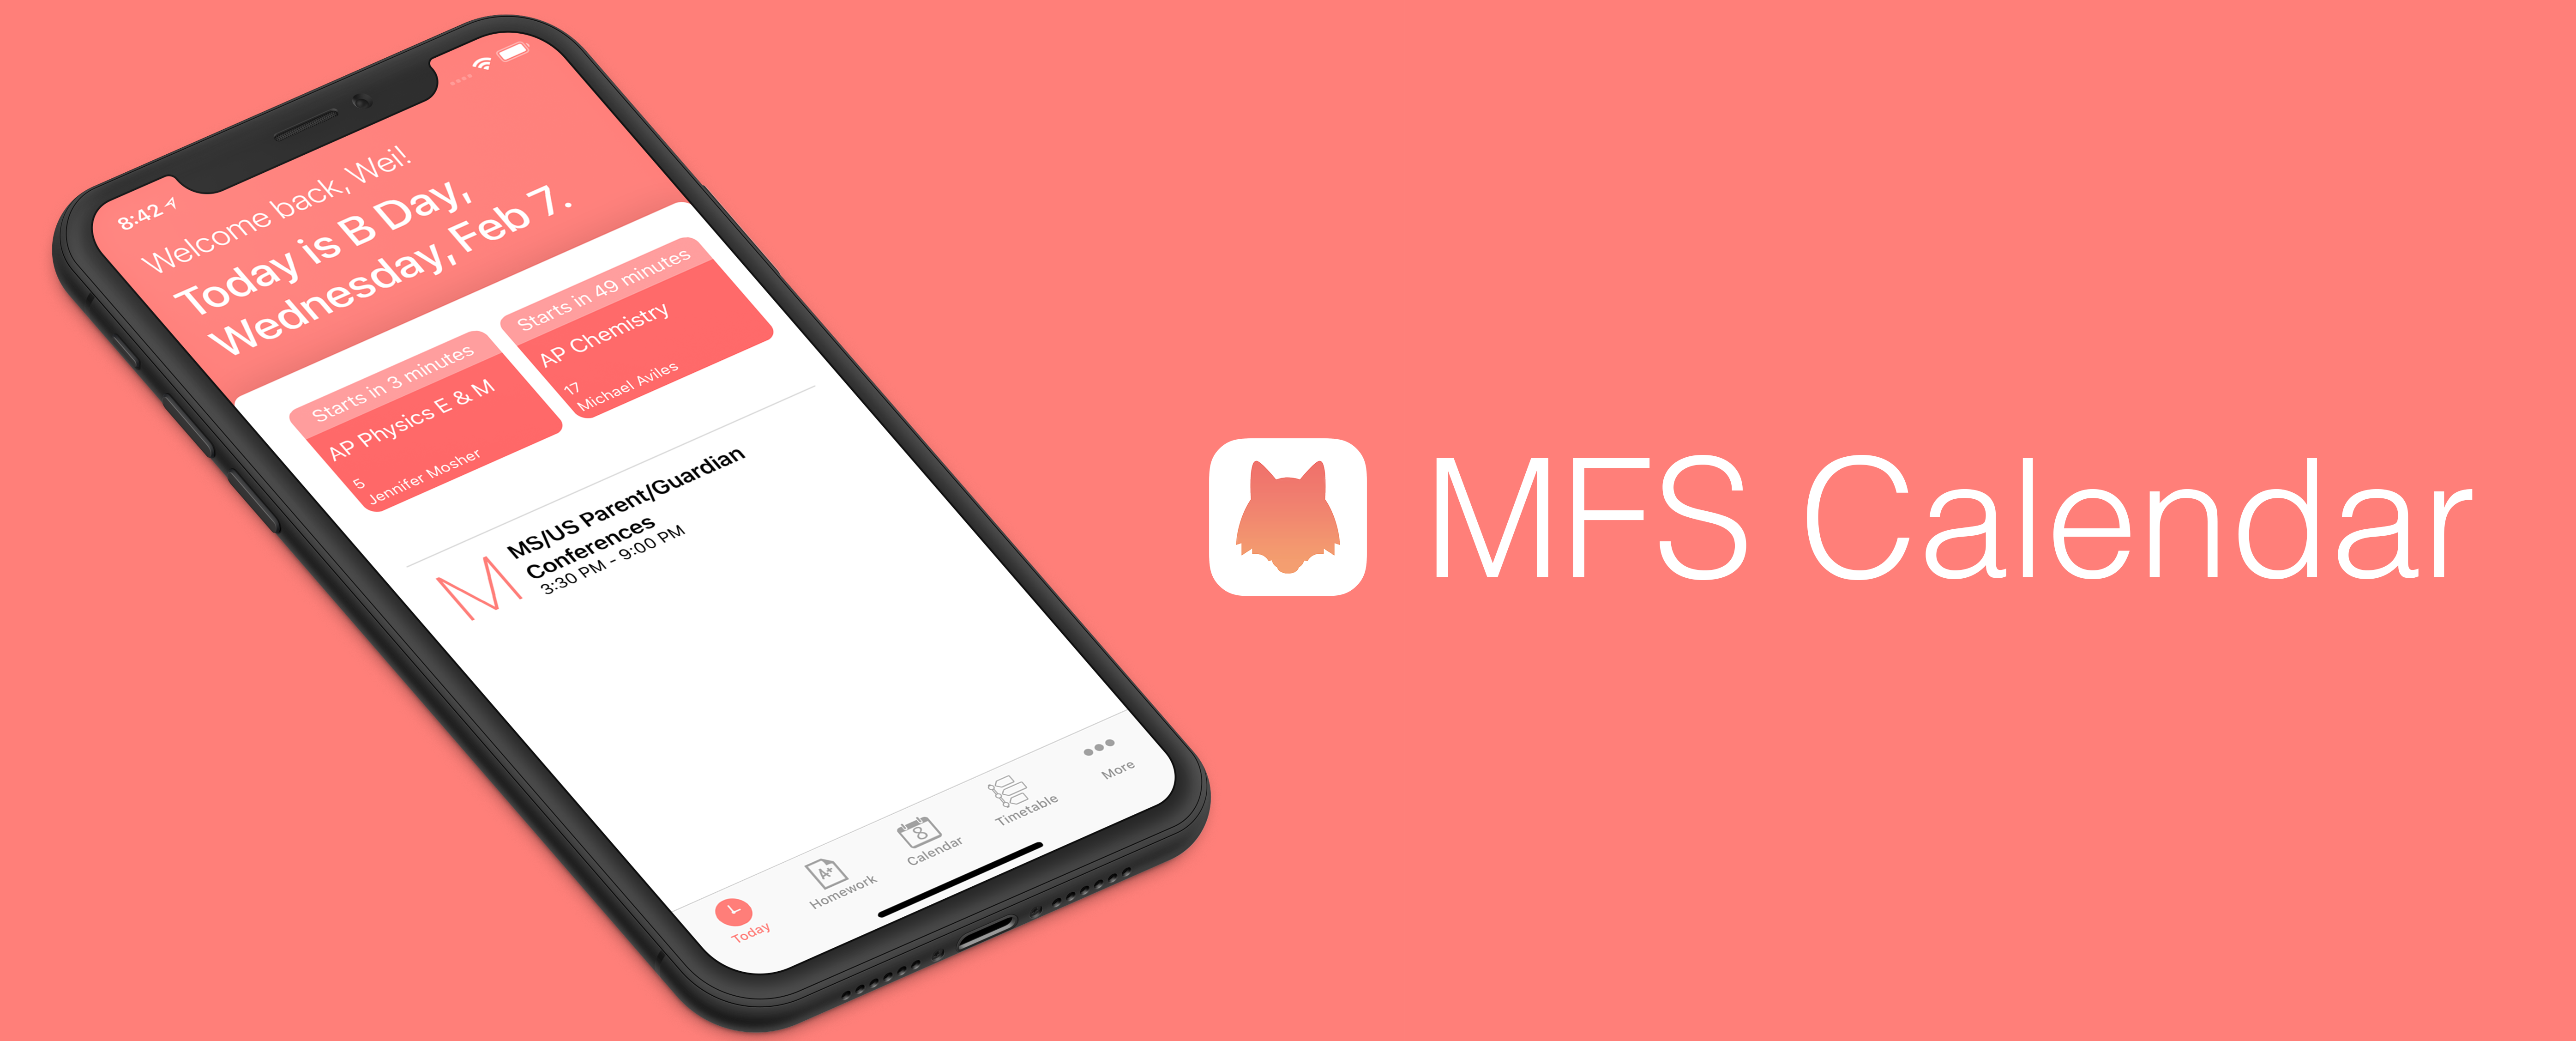 8:42
Welcome back, Wei!
Today is B Day,
Wednesday, Feb 7.
Starts in 3 minutes
AP Physics E & M
5
Jennifer Mosher
Starts in 49 minutes
AP Chemistry
17
Michael Aviles
M
MS/US Parent/Guardian
Conferences
3:30 PM - 9:00 PM
Today
A+
Homework
8
Calendar
Timetable
More
MFS Calendar